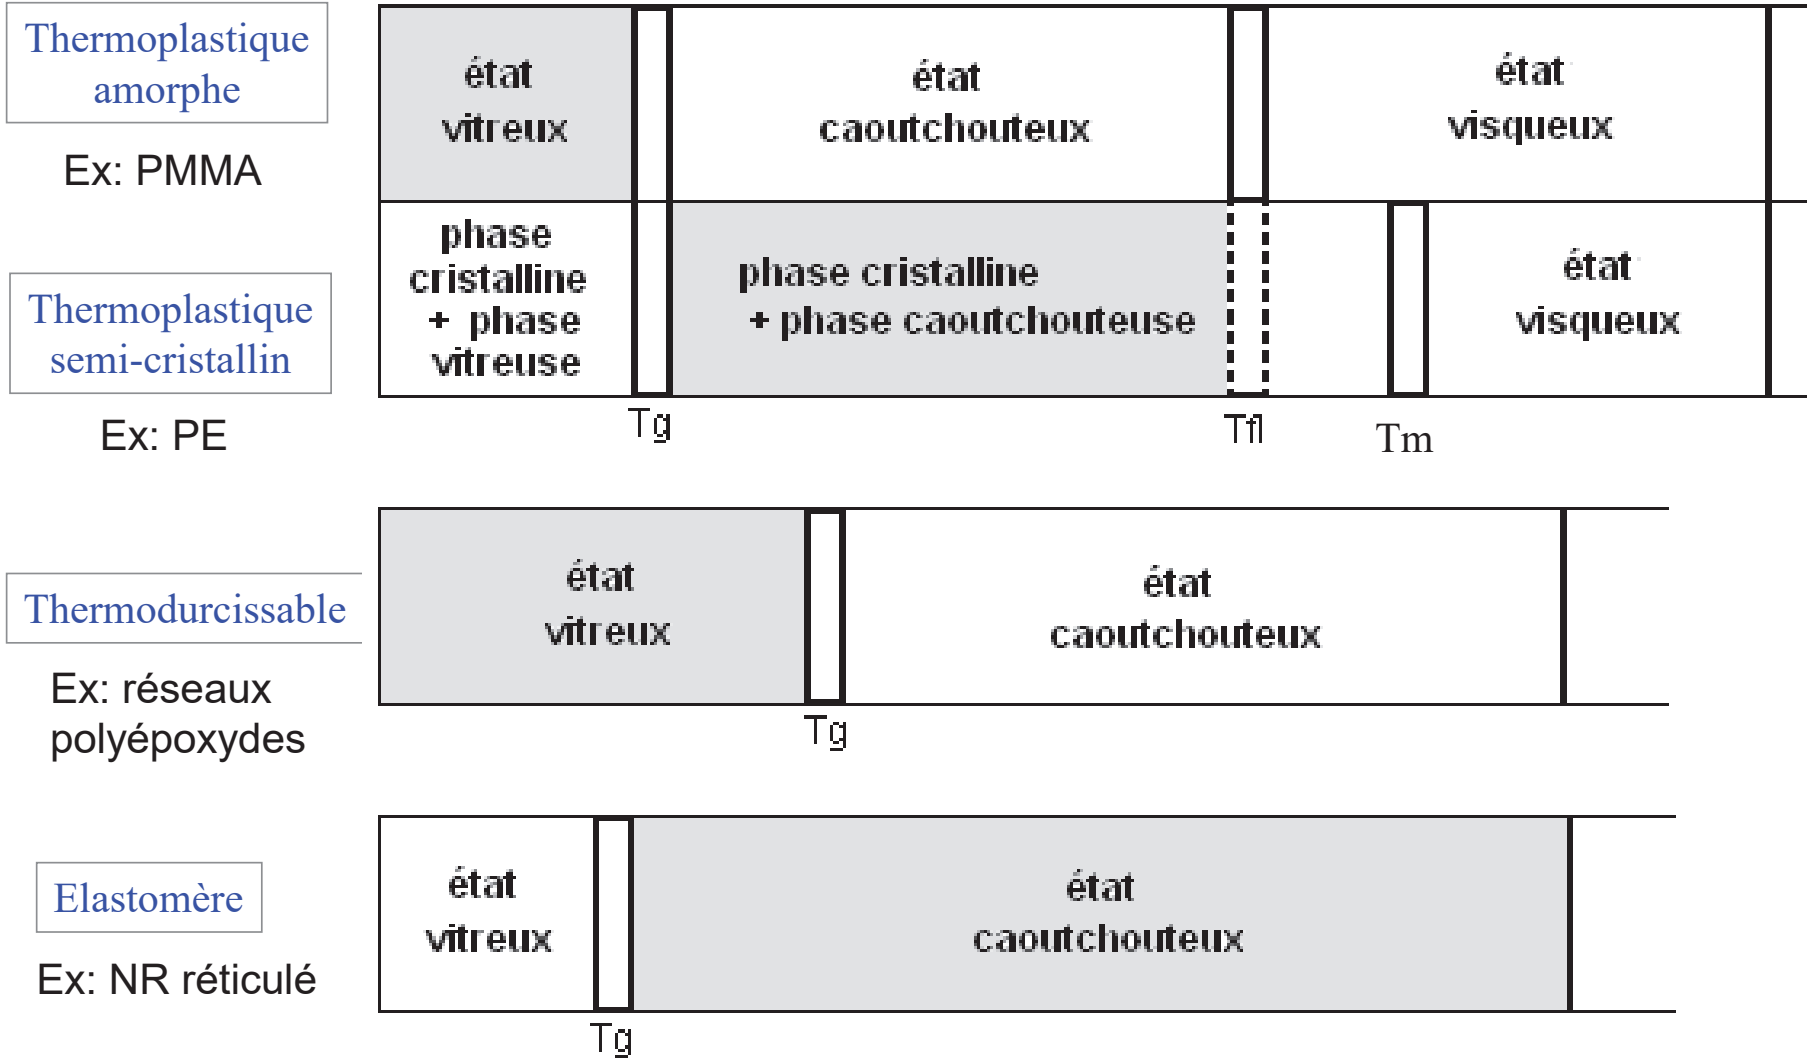 Thermoplastique
amorphe
Ex: PMMA
état
vitreux
état
caoutchouteux
état
visqueux
Thermoplastique
semi-cristallin
Ex: PE
phase
cristalline
+ phase
vitreuse
phase cristalline
+ phase caoutchouteuse
état
visqueux
Tg
Tfl
Tm
Thermodurcissable
Ex: réseaux
polyépoxydes
état
vitreux
état
caoutchouteux
Tg
Elastomère
Ex: NR réticulé
état
vitreux
état
caoutchouteux
Tg